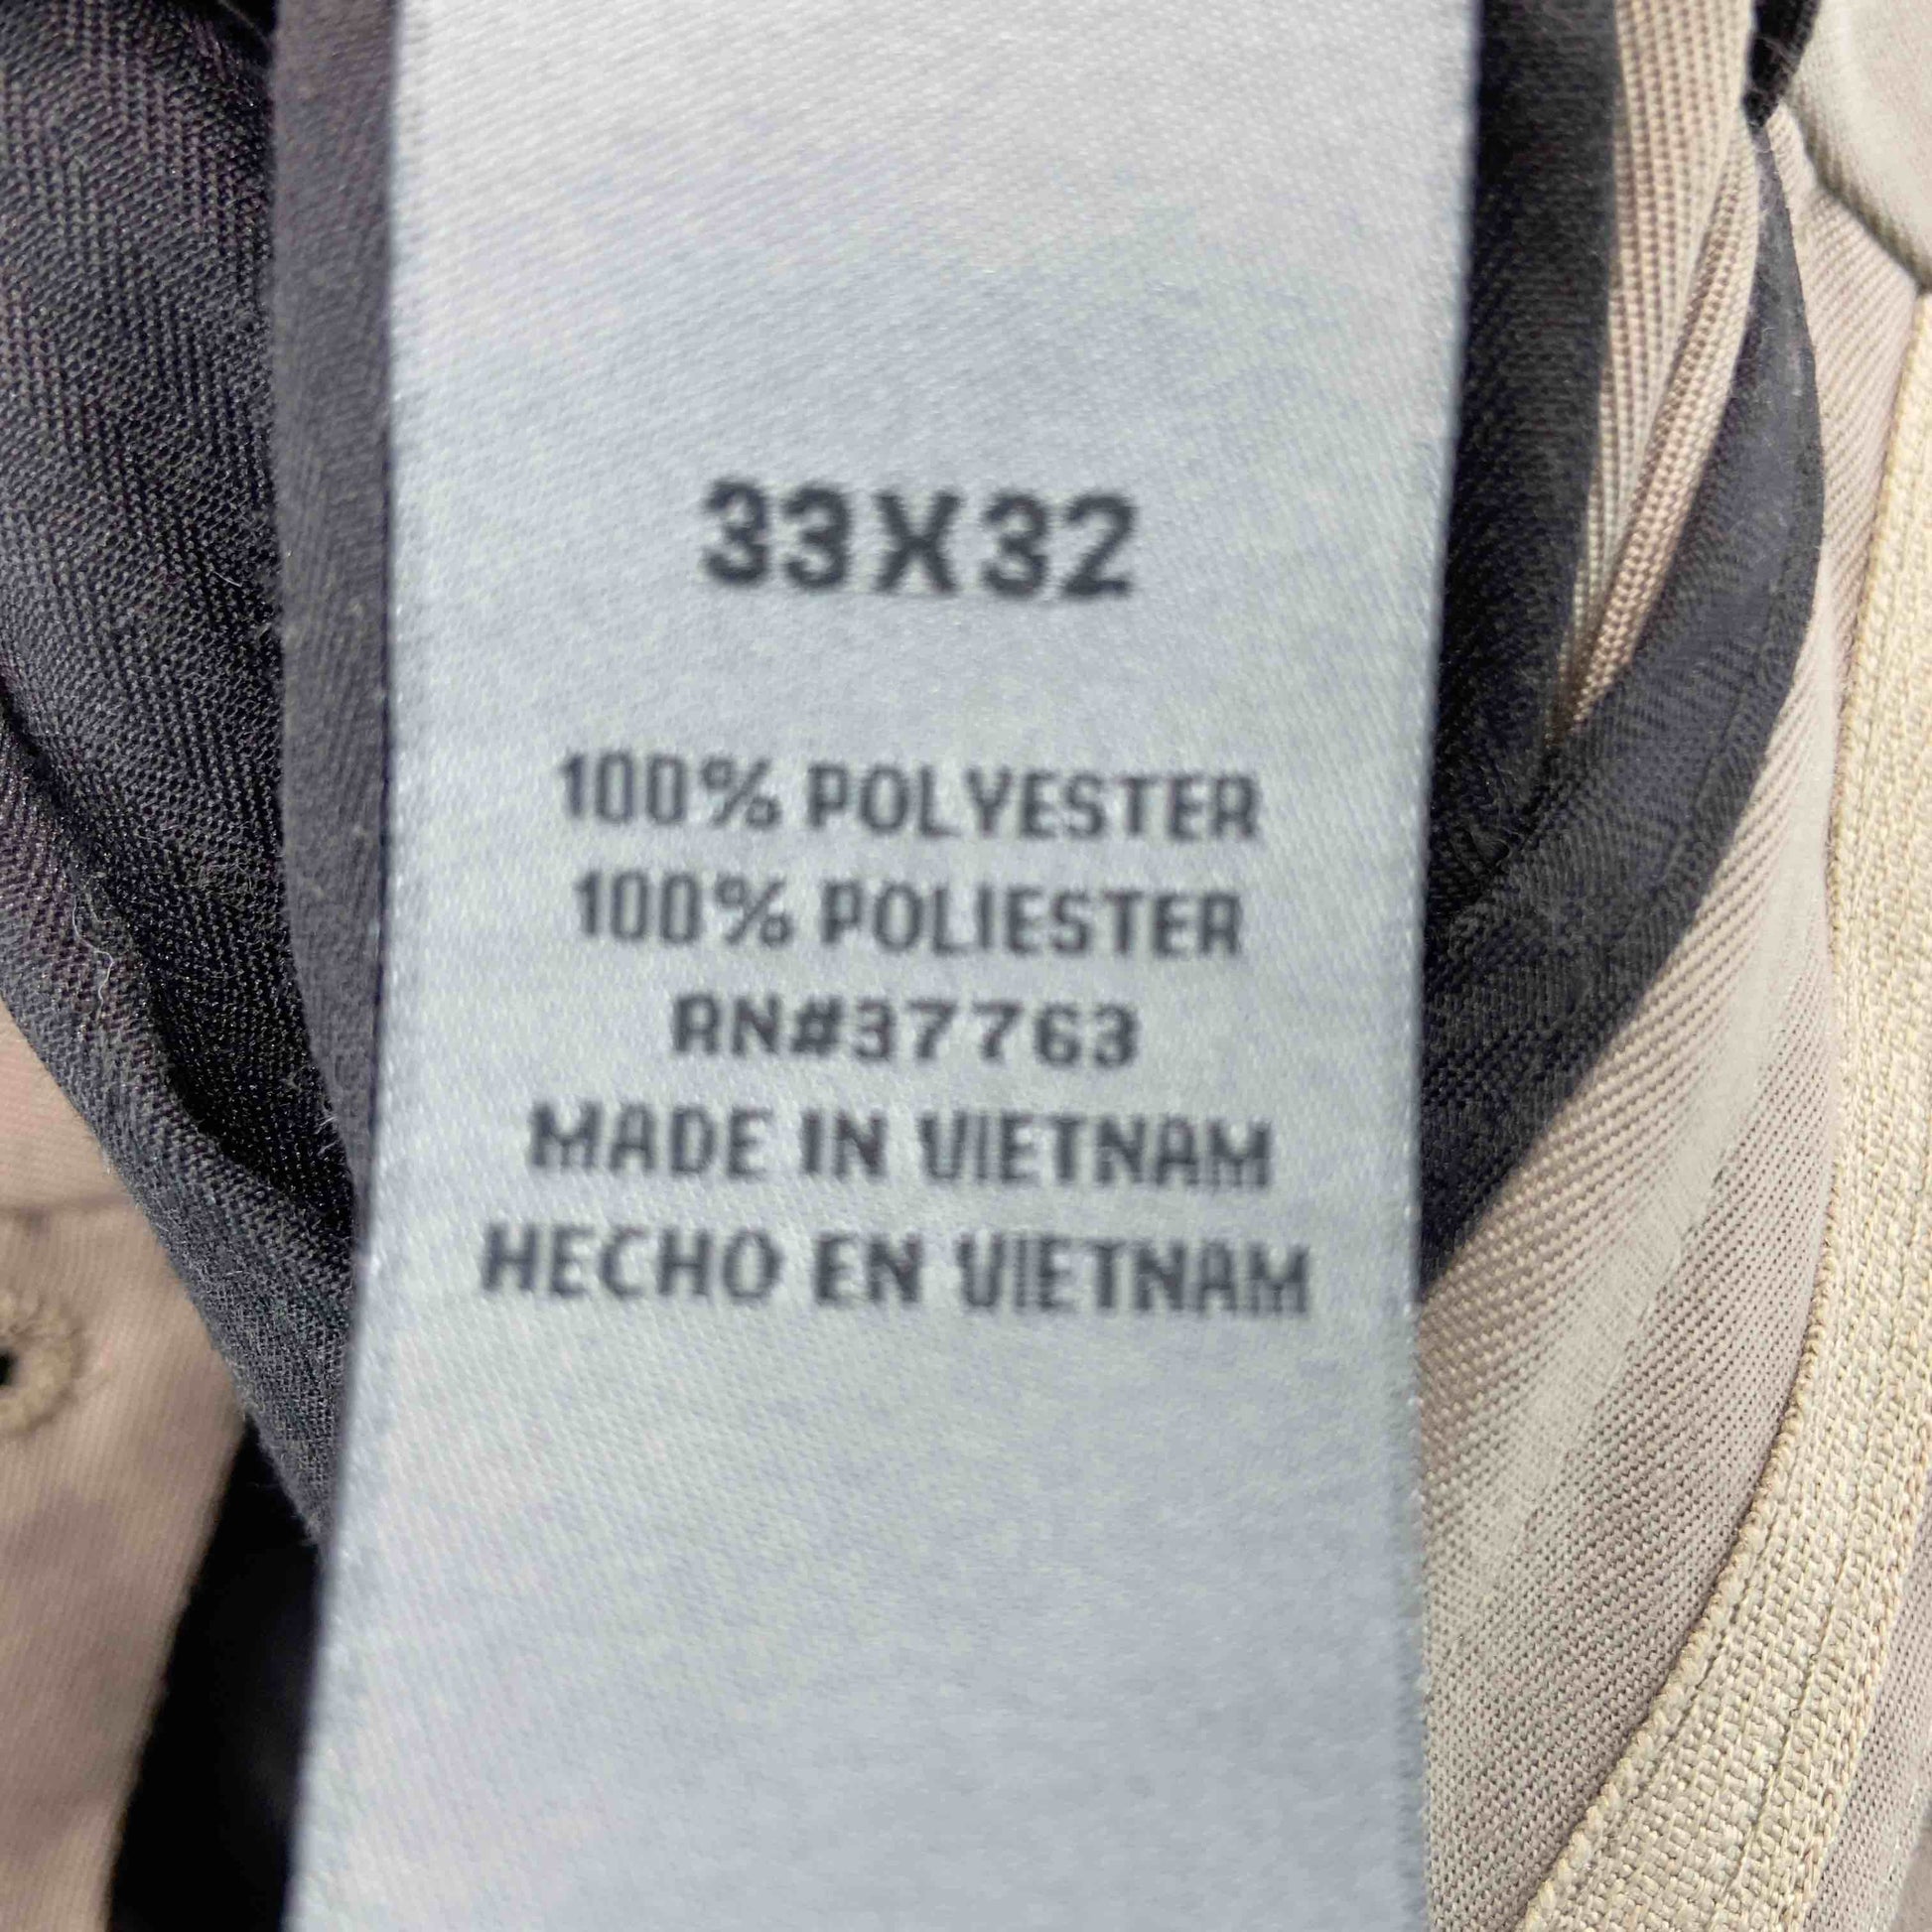 33X32
100% POLYESTER
100% POLIESTER
RN#37763
MADE IN VIETNAM
HECHO EN VIETNAM